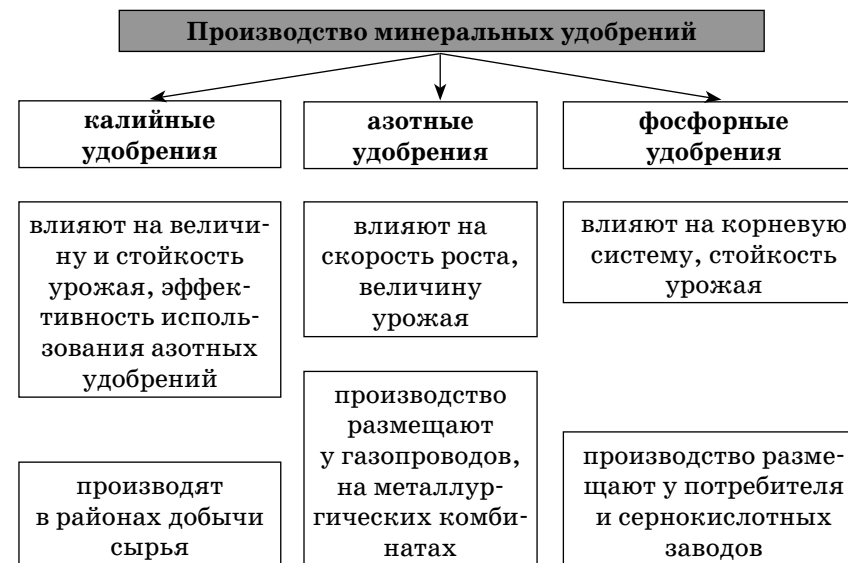 Производство минеральных удобрений
калийные
удобрения
азотные
удобрения
фосфорные
удобрения
влияют на величи-
ну и стойкость
урожая, эффек-
тивность исполь-
зования азотных
удобрений
влияют на
скорость роста,
величину
урожая
влияют на корневую
систему, стойкость
урожая
производят
в районах добычи
сырья
производство
размещают
у газопроводов,
на металлур-
гических комби-
натах
производство разме-
щают у потребителя
и сернокислотных
заводов